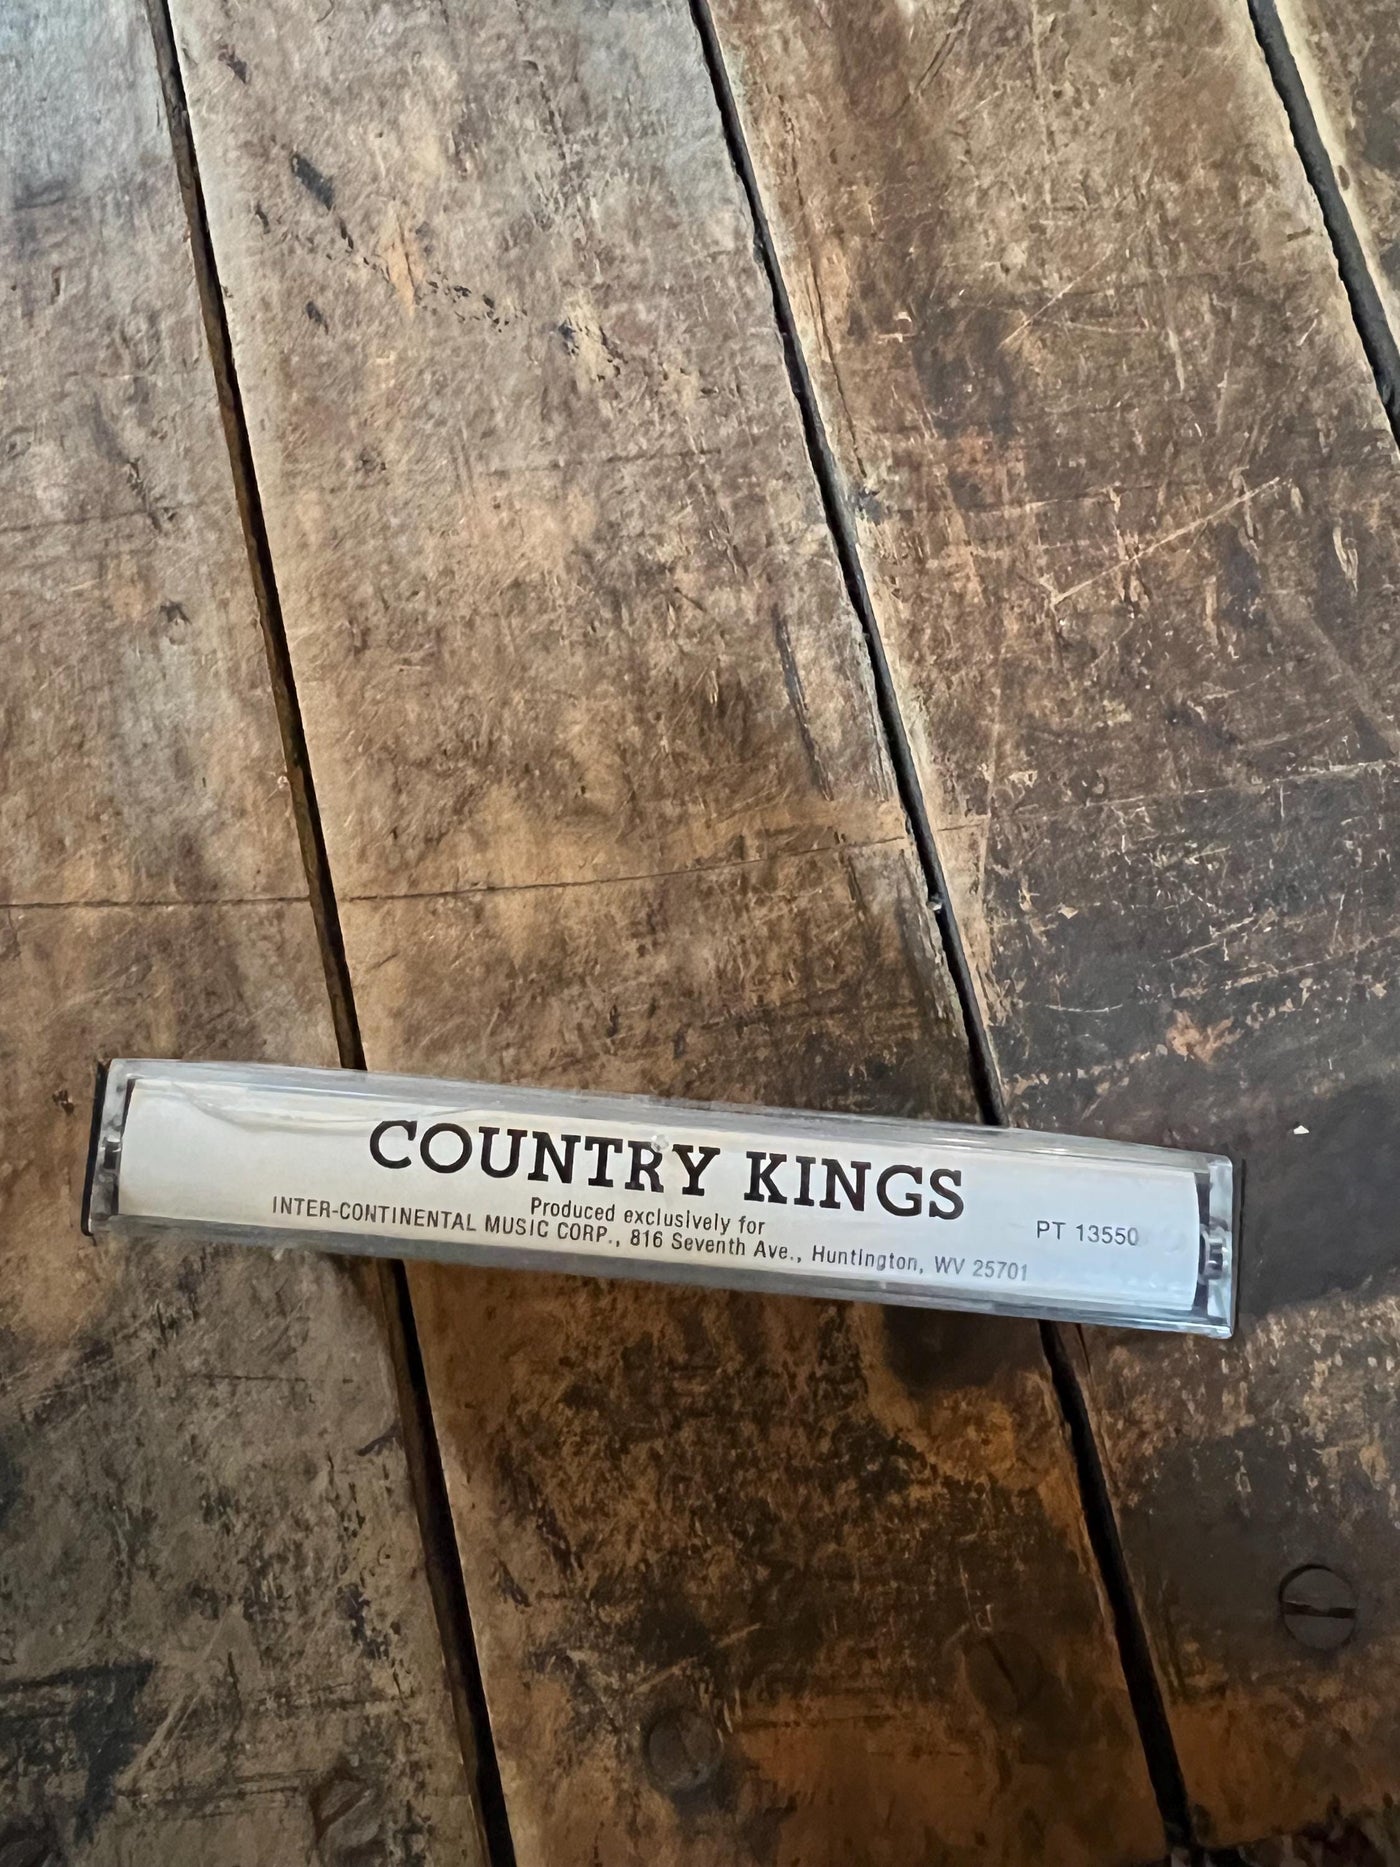 COUNTRY KINGS
Produced exclusively for
INTER-CONTINENTAL MUSIC CORP., 816 Seventh Ave., Huntington, WV 25701
PT 13550